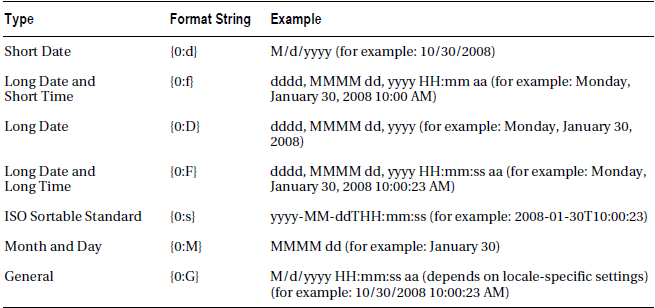 Type Format String Example
Short Date {0:d} M/d/yyyy (for example: 10/30/2008)
Long Date and {0:f} dddd, MMMM dd, yyyy HH:mm aa (for example: Monday,
Short Time January 30, 2008 10:00 AM)
Long Date {0:D} dddd, MMMM dd, yyyy (for example: Monday, January 30,
2008)
Long Date and {0:F} dddd, MMMM dd, yyyy HH:mm:ss aa (for example: Monday,
Long Time January 30, 2008 10:00:23 AM)
ISO Sortable Standard {0:s} yyyy-MM-ddTHH:mm:ss (for example: 2008-01-30T10:00:23)
Month and Day {0:M} MMMM dd (for example: January 30)
General {0:G} M/d/yyyy HH:mm:ss aa (depends on locale-specific settings)
(for example: 10/30/2008 10:00:23 AM)